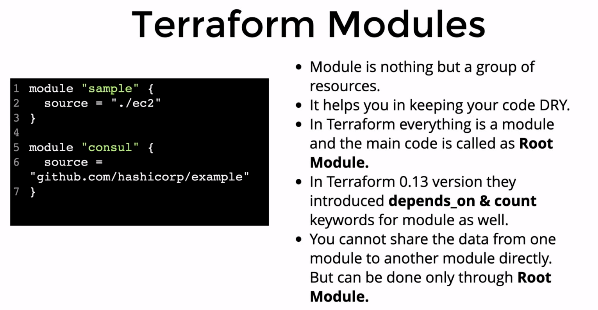 Terraform Modules
1 module "sample" {
2   source = "./ec2"
3 }
4
5 module "consul" {
6   source =
"github.com/hashicorp/example"
7 }
• Module is nothing but a group of
resources.
• It helps you in keeping your code DRY.
• In Terraform everything is a module
and the main code is called as Root
Module.
• In Terraform 0.13 version they
introduced depends_on & count
keywords for module as well.
• You cannot share the data from one
module to another module directly.
But can be done only through Root
Module.